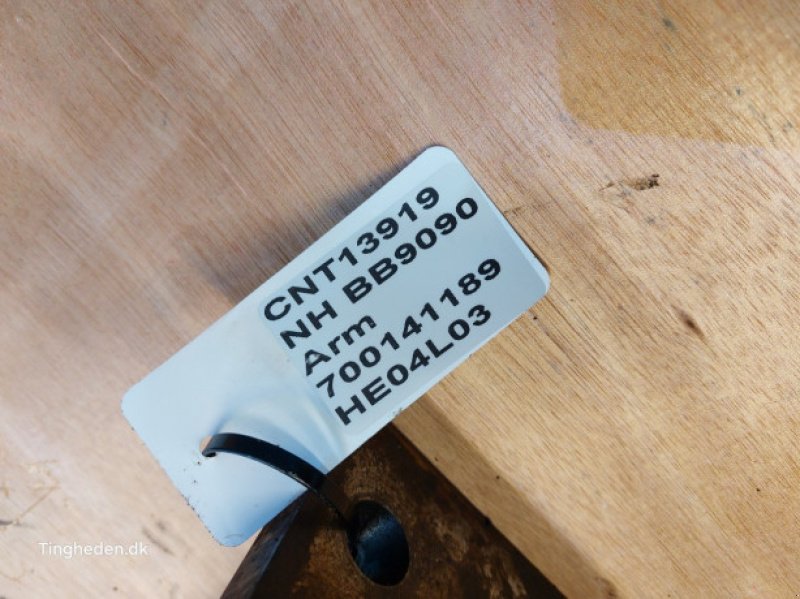 CNT13919
NH BB9090
Arm
700141189
HE04L03
Tingheden.dk